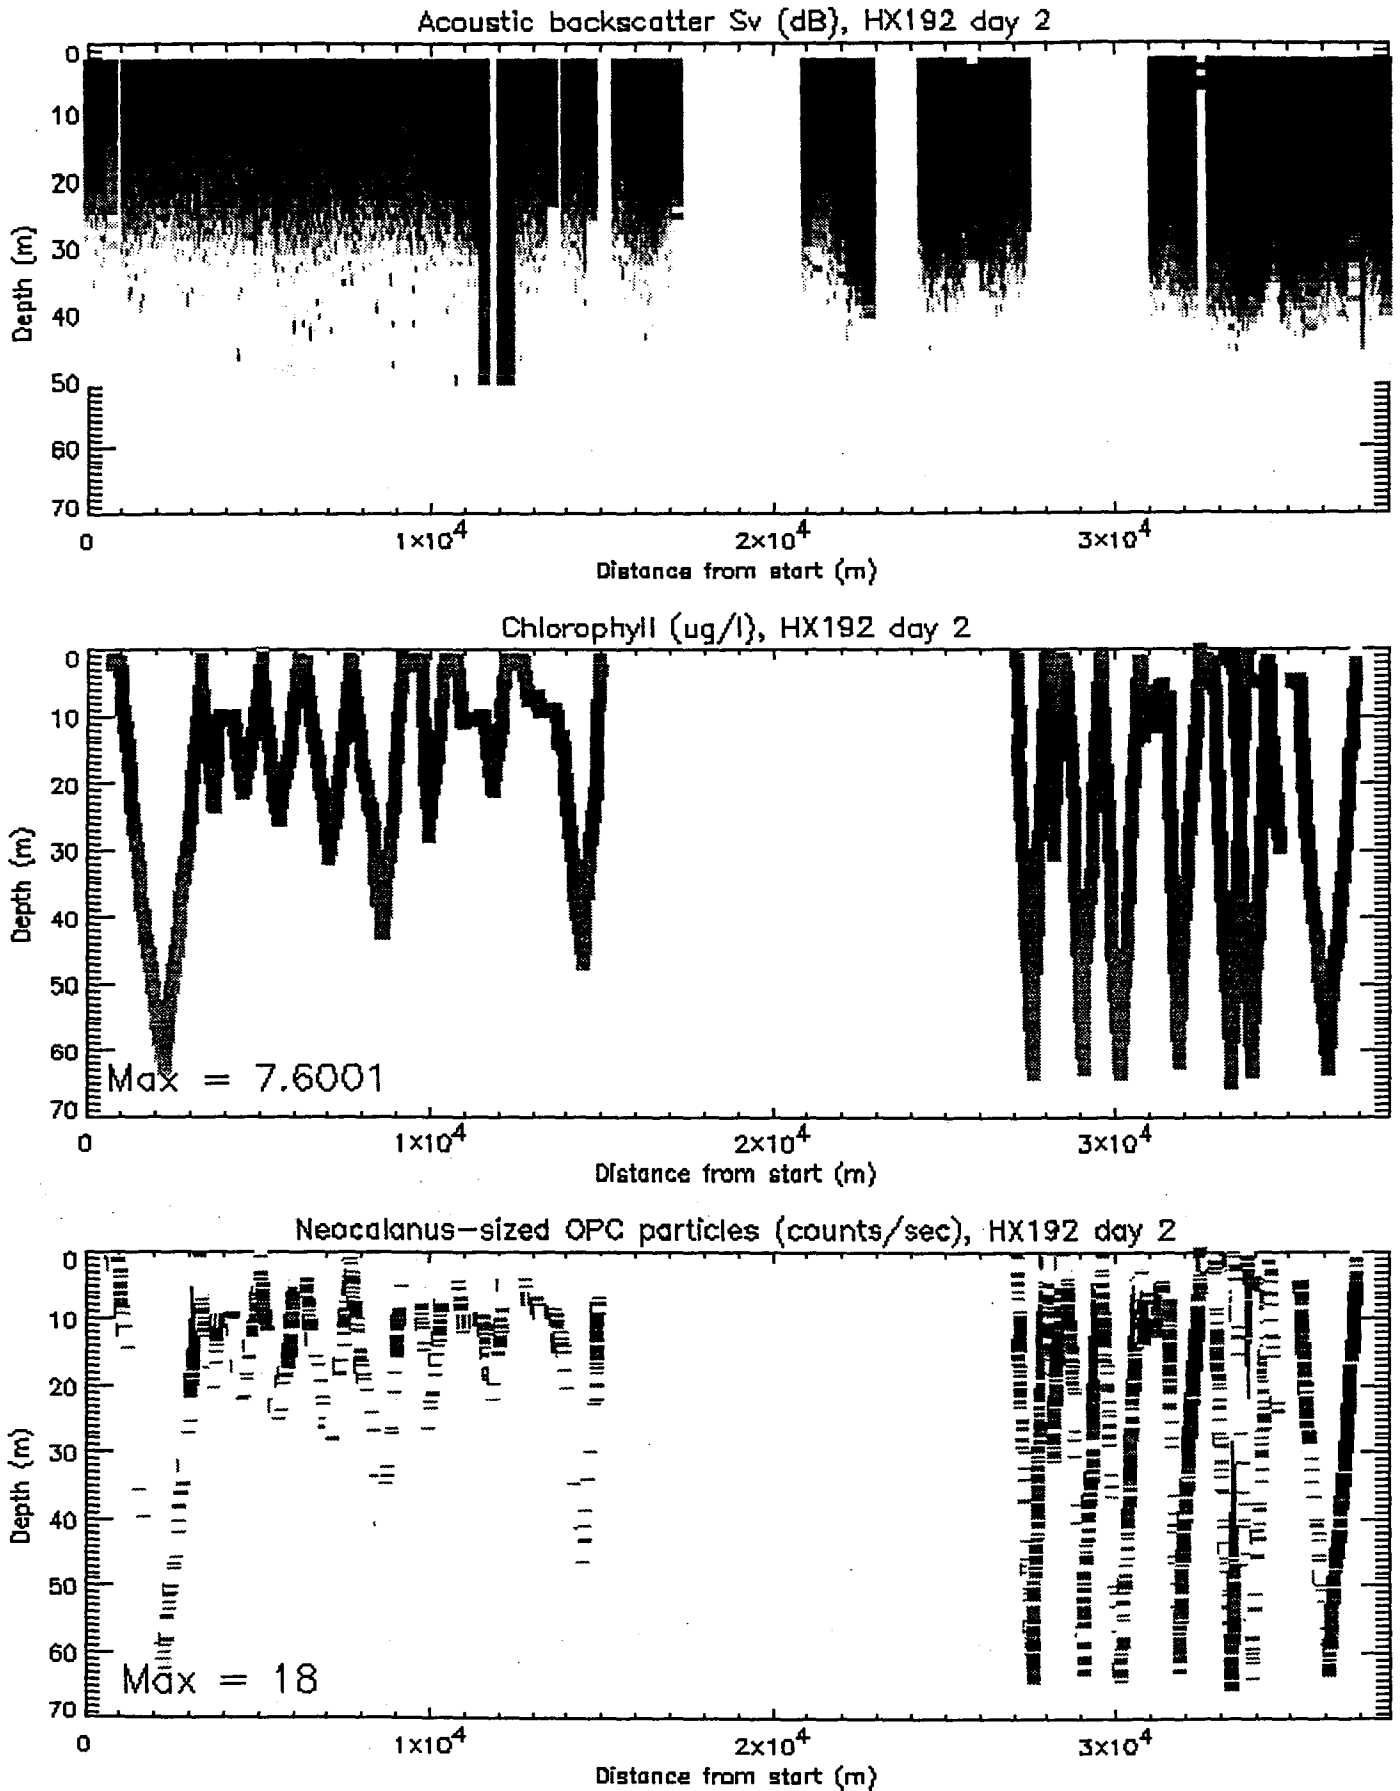 Acoustic backscatter Sv (dB), HX192 day 2
0
10
20
30
40
50
60
70
Depth (m)
0 1×10^4 2×10^4 3×10^4
Distance from start (m)
Chlorophyll (ug/l), HX192 day 2
0
10
20
30
40
50
60
70
Depth (m)
Max = 7.6001
0 1×10^4 2×10^4 3×10^4
Distance from start (m)
Neocalanus-sized OPC particles (counts/sec), HX192 day 2
0
10
20
30
40
50
60
70
Depth (m)
Max = 18
0 1×10^4 2×10^4 3×10^4
Distance from start (m)